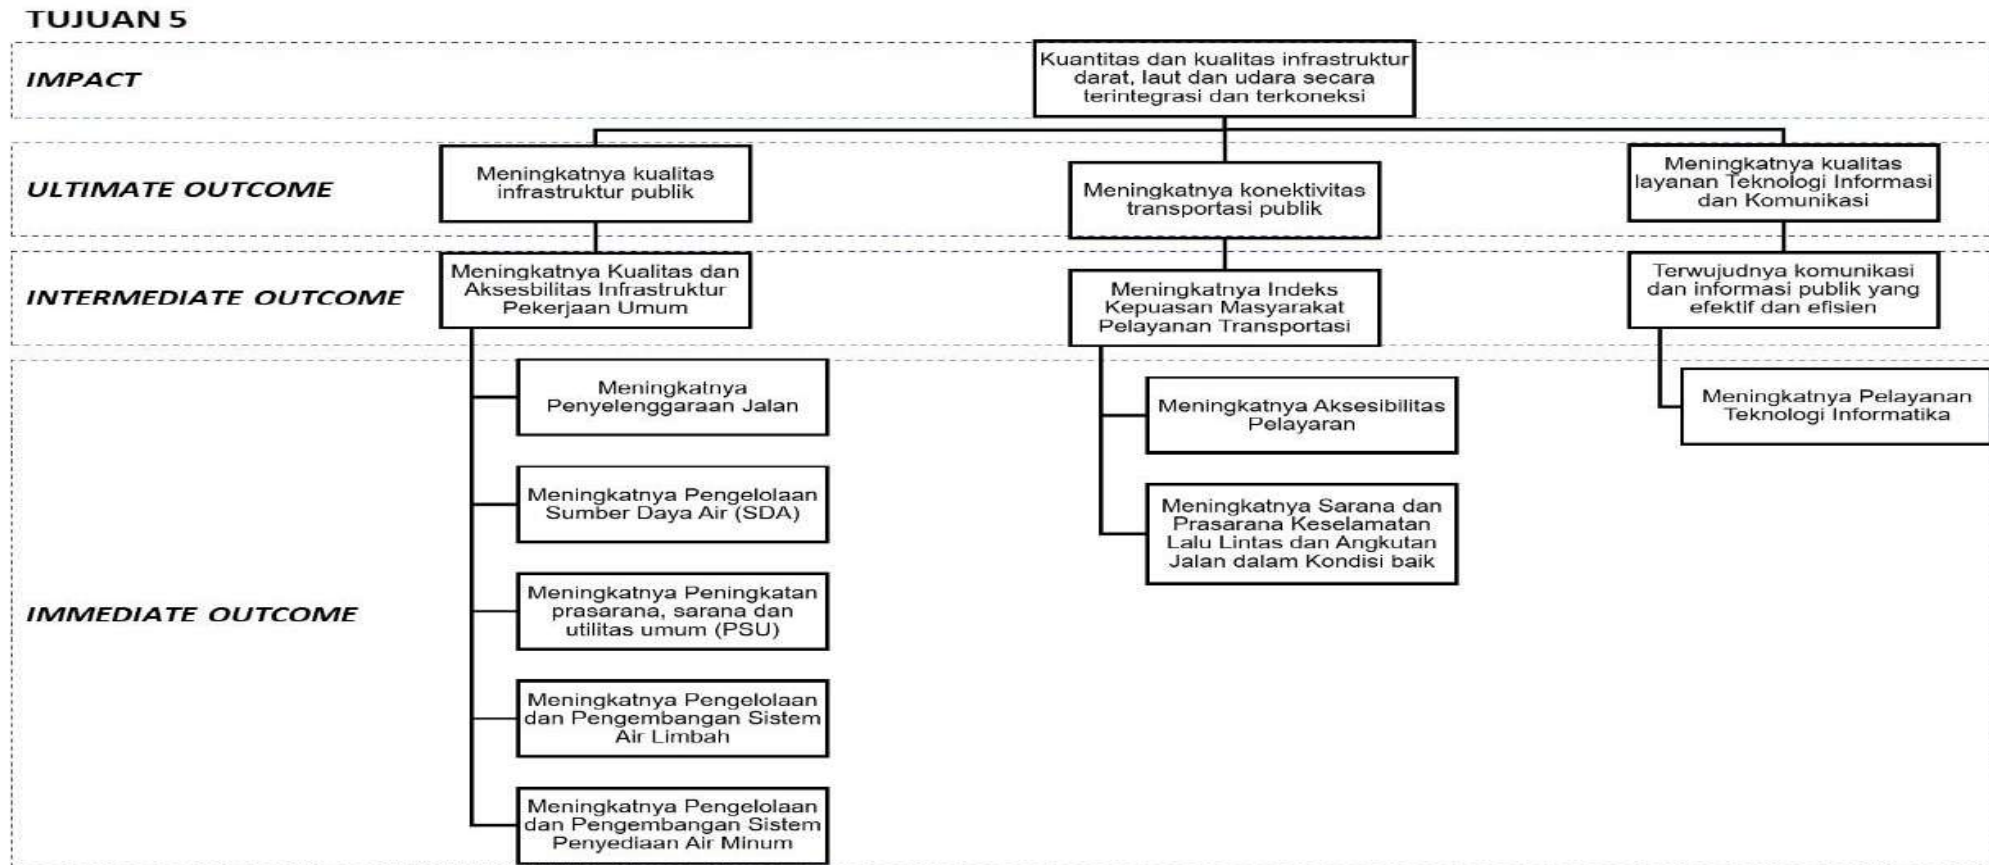 TUJUAN 5
IMPACT
Kuantitas dan kualitas infrastruktur
darat, laut dan udara secara
terintegrasi dan terkoneksi
ULTIMATE OUTCOME
Meningkatnya kualitas
infrastruktur publik
Meningkatnya konektivitas
transportasi publik
Meningkatnya kualitas
layanan Teknologi Informasi
dan Komunikasi
INTERMEDIATE OUTCOME
Meningkatnya Kualitas dan
Aksesbilitas Infrastruktur
Pekerjaan Umum
Meningkatnya Indeks
Kepuasan Masyarakat
Pelayanan Transportasi
Terwujudnya komunikasi
dan informasi publik yang
efektif dan efisien
IMMEDIATE OUTCOME
Meningkatnya
Penyelenggaraan Jalan
Meningkatnya Pengelolaan
Sumber Daya Air (SDA)
Meningkatnya Peningkatan
prasarana, sarana dan
utilitas umum (PSU)
Meningkatnya Pengelolaan
dan Pengembangan Sistem
Air Limbah
Meningkatnya Pengelolaan
dan Pengembangan Sistem
Penyediaan Air Minum
Meningkatnya Aksesibilitas
Pelayaran
Meningkatnya Sarana dan
Prasarana Keselamatan
Lalu Lintas dan Angkutan
Jalan dalam Kondisi baik
Meningkatnya Pelayanan
Teknologi Informatika